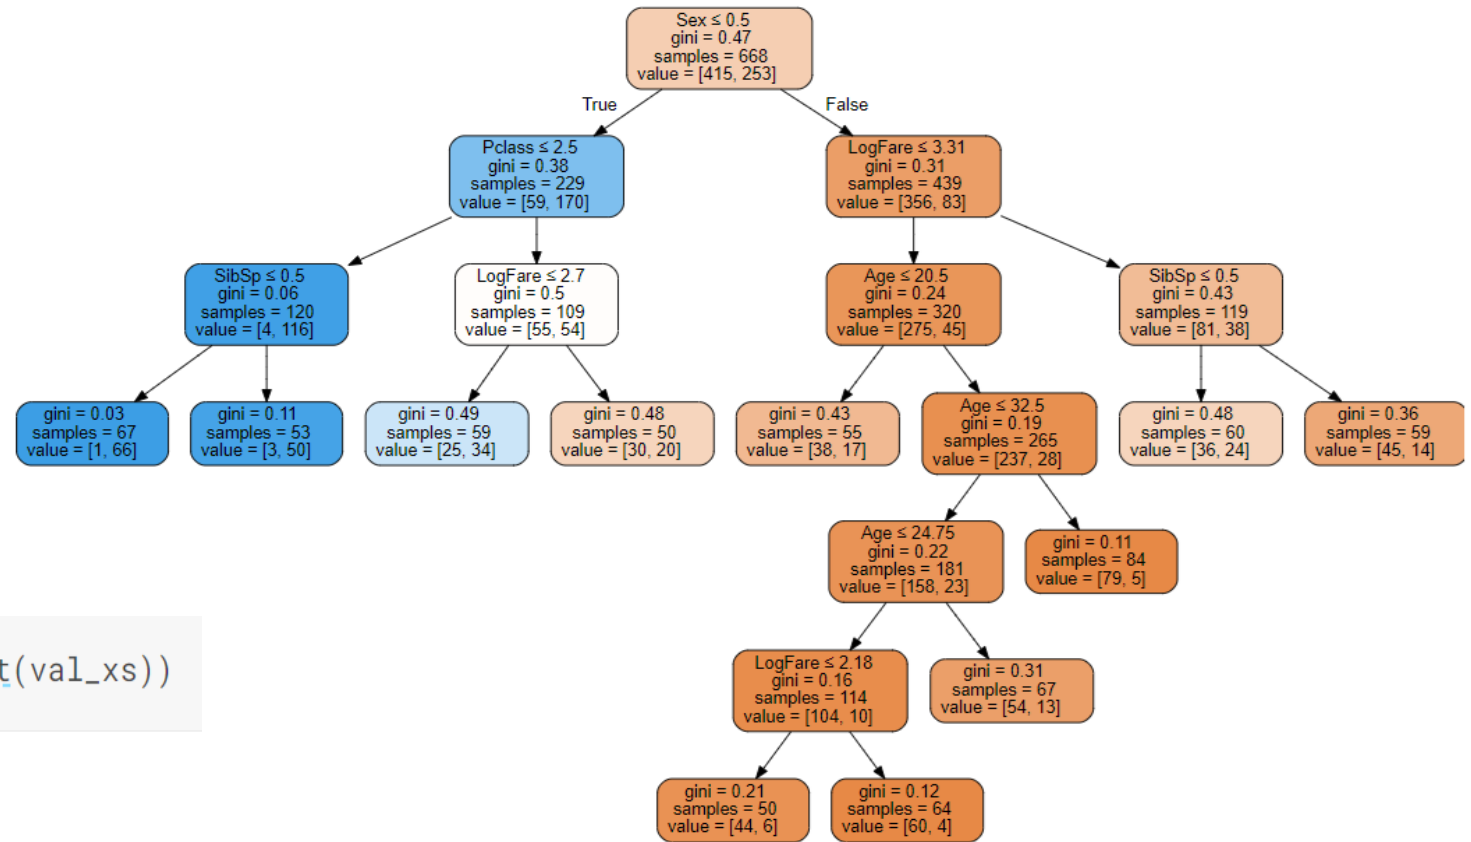 Sex ≤ 0.5
gini = 0.47
samples = 668
value = [415, 253]
True
False
Pclass ≤ 2.5
gini = 0.38
samples = 229
value = [59, 170]
LogFare ≤ 3.31
gini = 0.31
samples = 439
value = [356, 83]
SibSp ≤ 0.5
gini = 0.06
samples = 120
value = [4, 116]
LogFare ≤ 2.7
gini = 0.5
samples = 109
value = [55, 54]
Age ≤ 20.5
gini = 0.24
samples = 320
value = [275, 45]
SibSp ≤ 0.5
gini = 0.43
samples = 119
value = [81, 38]
gini = 0.03
samples = 67
value = [1, 66]
gini = 0.11
samples = 53
value = [3, 50]
gini = 0.49
samples = 59
value = [25, 34]
gini = 0.48
samples = 50
value = [30, 20]
gini = 0.43
samples = 55
value = [38, 17]
Age ≤ 32.5
gini = 0.19
samples = 265
value = [237, 28]
gini = 0.48
samples = 60
value = [36, 24]
gini = 0.36
samples = 59
value = [45, 14]
Age ≤ 24.75
gini = 0.22
samples = 181
value = [158, 23]
gini = 0.11
samples = 84
value = [79, 5]
t(val_xs))
LogFare ≤ 2.18
gini = 0.16
samples = 114
value = [104, 10]
gini = 0.31
samples = 67
value = [54, 13]
gini = 0.21
samples = 50
value = [44, 6]
gini = 0.12
samples = 64
value = [60, 4]